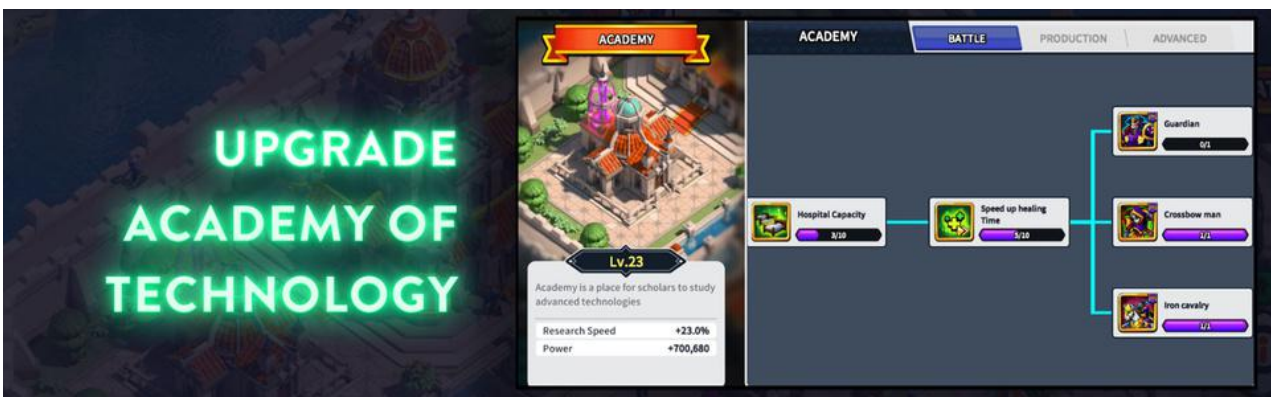 UPGRADE
ACADEMY OF
TECHNOLOGY
ACADEMY
Lv.23
Academy is a place for scholars to study
advanced technologies
Research Speed +23.0%
Power +700,680
ACADEMY BATTLE PRODUCTION ADVANCED
Hospital Capacity
3/10
Speed up healing
Time
5/10
Guardian
0/1
Crossbow man
1/1
Iron cavalry
1/1